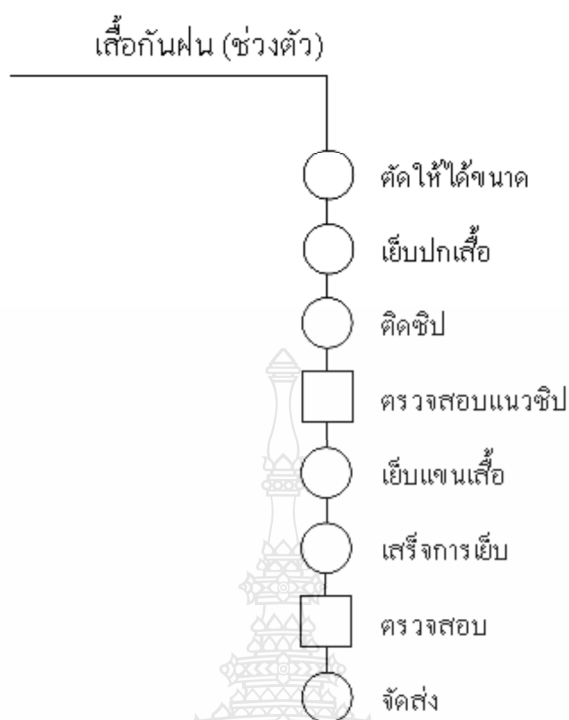 เสื้อกันฝน (ช่วงตัว)
ตัดให้ได้ขนาด
เย็บปกเสื้อ
ติดซิป
ตรวจสอบแนวซิป
เย็บแขนเสื้อ
เสร็จการเย็บ
ตรวจสอบ
จัดส่ง